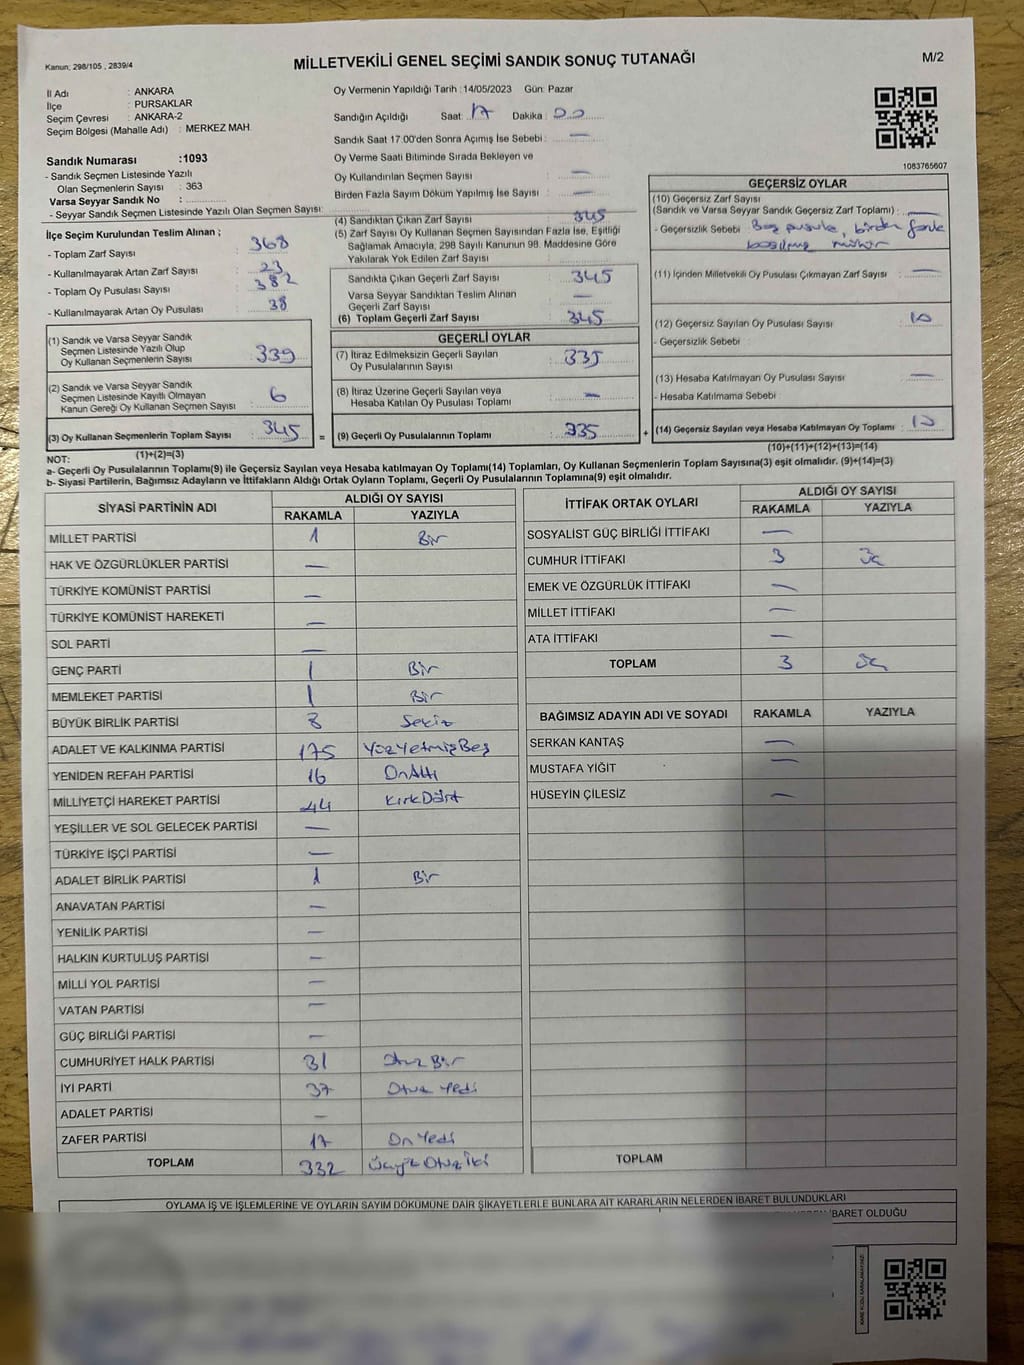 Kanun; 298/105 , 2839/4
MİLLETVEKİLİ GENEL SEÇİMİ SANDIK SONUÇ TUTANAĞI
M/2
İl Adı : ANKARA
İlçe : PURSAKLAR
Seçim Çevresi : ANKARA-2
Seçim Bölgesi (Mahalle Adı) : MERKEZ MAH.
Sandık Numarası :1093
- Sandık Seçmen Listesinde Yazılı
Olan Seçmenlerin Sayısı : 363
Varsa Seyyar Sandık No :
- Seyyar Sandık Seçmen Listesinde Yazılı Olan Seçmen Sayısı:
İlçe Seçim Kurulundan Teslim Alınan ;
- Toplam Zarf Sayısı : 368
- Kullanılmayarak Artan Zarf Sayısı : 23
- Toplam Oy Pusulası Sayısı : 382
- Kullanılmayarak Artan Oy Pusulası : 38
(1) Sandık ve Varsa Seyyar Sandık
Seçmen Listesinde Yazılı Olup
Oy Kullanan Seçmenlerin Sayısı : 339
(2) Sandık ve Varsa Seyyar Sandık
Seçmen Listesinde Kayıtlı Olmayan
Kanun Gereği Oy Kullanan Seçmen Sayısı : 6
(3) Oy Kullanan Seçmenlerin Toplam Sayısı : 345
(1)+(2)=(3)
Oy Vermenin Yapıldığı Tarih :14/05/2023 Gün: Pazar
Sandığın Açıldığı Saat: 17 Dakika : 00
Sandık Saat 17.00'den Sonra Açımış İse Sebebi : —
Oy Verme Saati Bitiminde Sırada Bekleyen ve
Oy Kullandırılan Seçmen Sayısı : —
Birden Fazla Sayım Döküm Yapılmış İse Sayısı : —
(4) Sandıktan Çıkan Zarf Sayısı : 345
(5) Zarf Sayısı Oy Kullanan Seçmen Sayısından Fazla İse, Eşitliği
Sağlamak Amacıyla, 298 Sayılı Kanunun 98. Maddesine Göre
Yakılarak Yok Edilen Zarf Sayısı :
Sandıkta Çıkan Geçerli Zarf Sayısı : 345
Varsa Seyyar Sandıktan Teslim Alınan
Geçerli Zarf Sayısı : —
(6) Toplam Geçerli Zarf Sayısı : 345
GEÇERLİ OYLAR
(7) İtiraz Edilmeksizin Geçerli Sayılan
Oy Pusulalarının Sayısı : 335
(8) İtiraz Üzerine Geçerli Sayılan veya
Hesaba Katılan Oy Pusulası Toplamı : —
= (9) Geçerli Oy Pusulalarının Toplamı : 335
1083765607
GEÇERSİZ OYLAR
(10) Geçersiz Zarf Sayısı
(Sandık ve Varsa Seyyar Sandık Geçersiz Zarf Toplamı) : —
- Geçersizlik Sebebi : Boş pusula, birden fazla
basılmış mühür
(11) İçinden Milletvekili Oy Pusulası Çıkmayan Zarf Sayısı : —
(12) Geçersiz Sayılan Oy Pusulası Sayısı : 10
- Geçersizlik Sebebi :
(13) Hesaba Katılmayan Oy Pusulası Sayısı : —
- Hesaba Katılmama Sebebi :
+ (14) Geçersiz Sayılan veya Hesaba Katılmayan Oy Toplamı : 10
(10)+(11)+(12)+(13)=(14)
NOT:
a- Geçerli Oy Pusulalarının Toplamı(9) ile Geçersiz Sayılan veya Hesaba katılmayan Oy Toplamı(14) Toplamları, Oy Kullanan Seçmenlerin Toplam Sayısına(3) eşit olmalıdır. (9)+(14)=(3)
b- Siyasi Partilerin, Bağımsız Adayların ve İttifakların Aldığı Ortak Oyların Toplamı, Geçerli Oy Pusulalarının Toplamına(9) eşit olmalıdır.
SİYASİ PARTİNİN ADI ALDIĞI OY SAYISI
RAKAMLA YAZIYLA
MİLLET PARTİSİ 1 Bir
HAK VE ÖZGÜRLÜKLER PARTİSİ —
TÜRKİYE KOMÜNİST PARTİSİ —
TÜRKİYE KOMÜNİST HAREKETİ —
SOL PARTİ —
GENÇ PARTİ 1 Bir
MEMLEKET PARTİSİ 1 Bir
BÜYÜK BİRLİK PARTİSİ 8 Sekiz
ADALET VE KALKINMA PARTİSİ 175 YüzYetmişBeş
YENİDEN REFAH PARTİSİ 16 OnAltı
MİLLİYETÇİ HAREKET PARTİSİ 44 KırkDört
YEŞİLLER VE SOL GELECEK PARTİSİ —
TÜRKİYE İŞÇİ PARTİSİ —
ADALET BİRLİK PARTİSİ 1 Bir
ANAVATAN PARTİSİ —
YENİLİK PARTİSİ —
HALKIN KURTULUŞ PARTİSİ —
MİLLİ YOL PARTİSİ —
VATAN PARTİSİ —
GÜÇ BİRLİĞİ PARTİSİ —
CUMHURİYET HALK PARTİSİ 31 Otuz Bir
İYİ PARTİ 37 Otuz Yedi
ADALET PARTİSİ —
ZAFER PARTİSİ 17 On Yedi
TOPLAM 332 ÜçyüzOtuzİki
İTTİFAK ORTAK OYLARI ALDIĞI OY SAYISI
RAKAMLA YAZIYLA
SOSYALİST GÜÇ BİRLİĞİ İTTİFAKI —
CUMHUR İTTİFAKI 3 Üç
EMEK VE ÖZGÜRLÜK İTTİFAKI —
MİLLET İTTİFAKI —
ATA İTTİFAKI —
TOPLAM 3 Üç
BAĞIMSIZ ADAYIN ADI VE SOYADI RAKAMLA YAZIYLA
SERKAN KANTAŞ —
MUSTAFA YİĞİT —
HÜSEYİN ÇİLESİZ —
TOPLAM
OYLAMA İŞ VE İŞLEMLERİNE VE OYLARIN SAYIM DÖKÜMÜNE DAİR ŞİKAYETLERLE BUNLARA AİT KARARLARIN NELERDEN İBARET BULUNDUKLARI
İBARET OLDUĞU